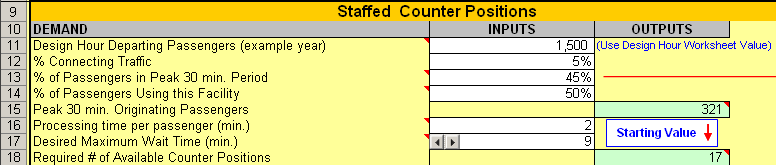 9 Staffed Counter Positions
10 DEMAND INPUTS OUTPUTS
11 Design Hour Departing Passengers (example year) 1,500 (Use Design Hour Worksheet Value)
12 % Connecting Traffic 5%
13 % of Passengers in Peak 30 min. Period 45%
14 % of Passengers Using this Facility 50%
15 Peak 30 min. Originating Passengers 321
16 Processing time per passenger (min.) 2 Starting Value
17 Desired Maximum Wait Time (min.) 9
18 Required # of Available Counter Positions 17